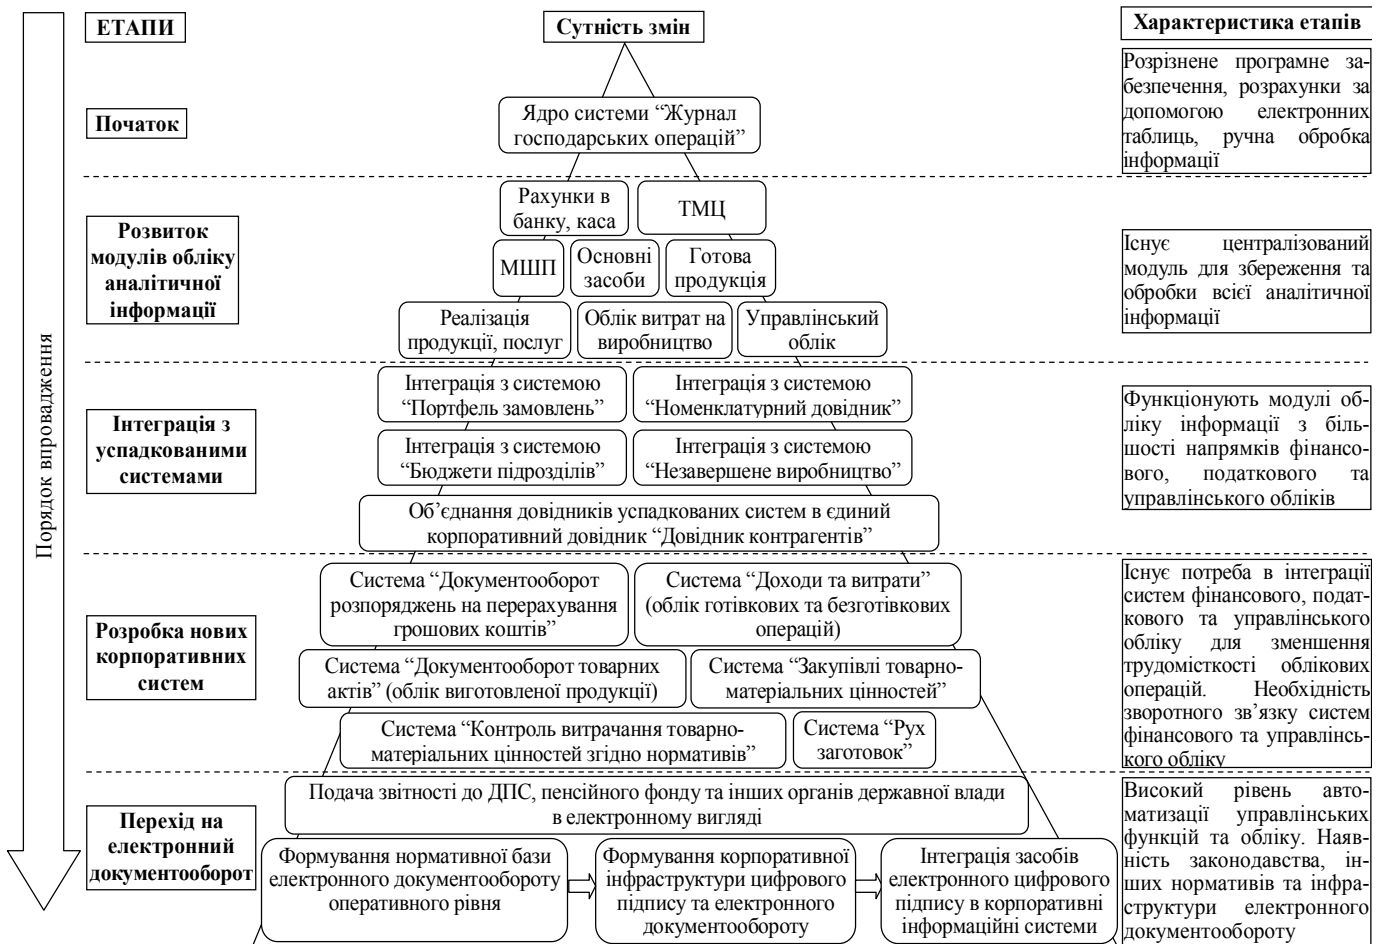 ЕТАПИ
Сутність змін
Характеристика етапів
Порядок впровадження
Початок
Ядро системи “Журнал
господарських операцій”
Розрізнене програмне за-
безпечення, розрахунки за
допомогою електронних
таблиць, ручна обробка
інформації
Розвиток
модулів обліку
аналітичної
інформації
Рахунки в
банку, каса
ТМЦ
МШП
Основні
засоби
Готова
продукція
Реалізація
продукції, послуг
Облік витрат на
виробництво
Управлінський
облік
Існує централізований
модуль для збереження та
обробки всієї аналітичної
інформації
Інтеграція з
успадкованими
системами
Інтеграція з системою
“Портфель замовлень”
Інтеграція з системою
“Номенклатурний довідник”
Інтеграція з системою
“Бюджети підрозділів”
Інтеграція з системою
“Незавершене виробництво”
Об’єднання довідників успадкованих систем в єдиний
корпоративний довідник “Довідник контрагентів”
Функціонують модулі об-
ліку інформації з біль-
шості напрямків фінансо-
вого, податкового та
управлінського обліків
Розробка нових
корпоративних
систем
Система “Документооборот
розпоряджень на перерахування
грошових коштів”
Система “Доходи та витрати”
(облік готівкових та безготівкових
операцій)
Система “Документооборот товарних
актів” (облік виготовленої продукції)
Система “Закупівлі товарно-
матеріальних цінностей”
Система “Контроль витрачання товарно-
матеріальних цінностей згідно нормативів”
Система “Рух
заготовок”
Існує потреба в інтеграції
систем фінансового, подат-
кового та управлінського
обліку для зменшення
трудомісткості облікових
операцій. Необхідність
зворотного зв’язку систем
фінансового та управлінсь-
кого обліку
Перехід на
електронний
документооборот
Подача звітності до ДПС, пенсійного фонду та інших органів державної влади
в електронному вигляді
Формування нормативної бази
електронного документообороту
оперативного рівня
Формування корпоративної
інфраструктури цифрового
підпису та електронного
документообороту
Інтеграція засобів
електронного цифрового
підпису в корпоративні
інформаційні системи
Високий рівень авто-
матизації управлінських
функцій та обліку. Наяв-
ність законодавства, ін-
ших нормативів та інфра-
структури електронного
документообороту